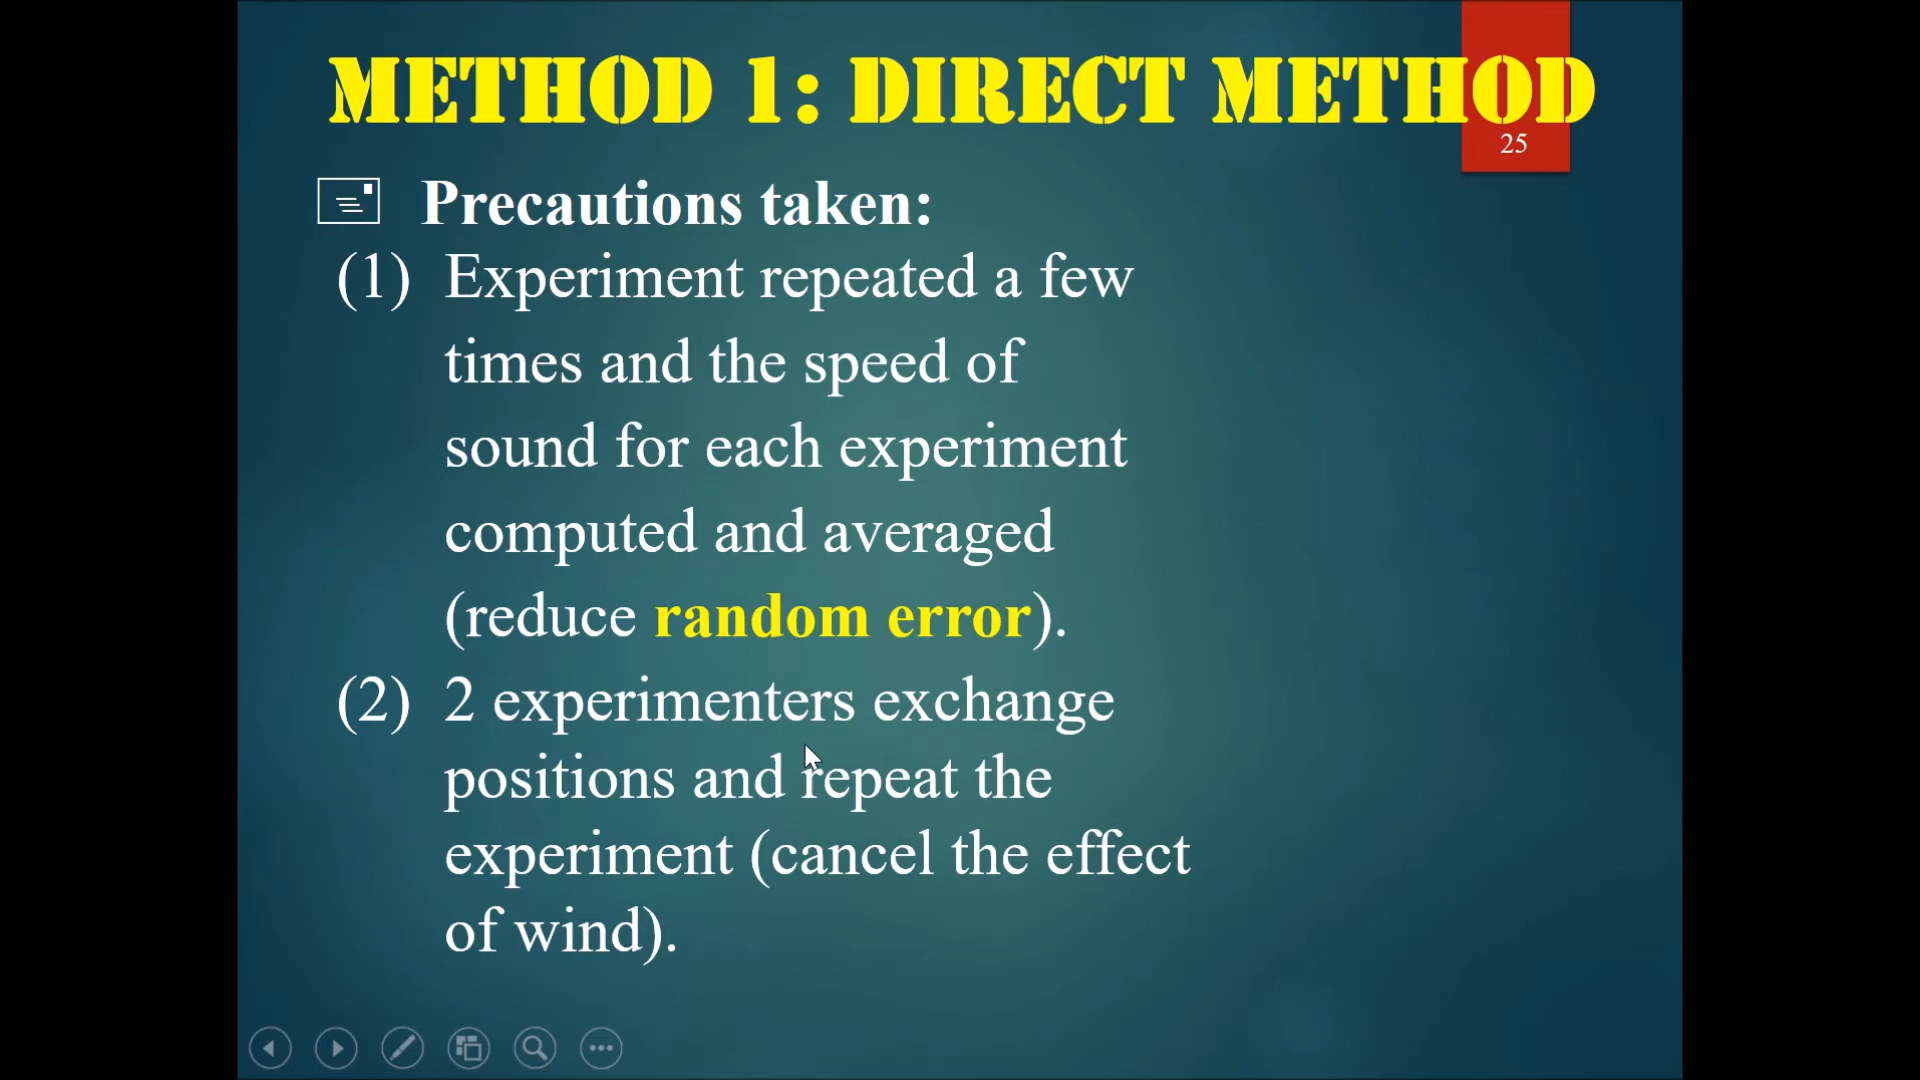 METHOD 1: DIRECT METHOD
25
Precautions taken:
(1) Experiment repeated a few
times and the speed of
sound for each experiment
computed and averaged
(reduce random error).
(2) 2 experimenters exchange
positions and repeat the
experiment (cancel the effect
of wind).